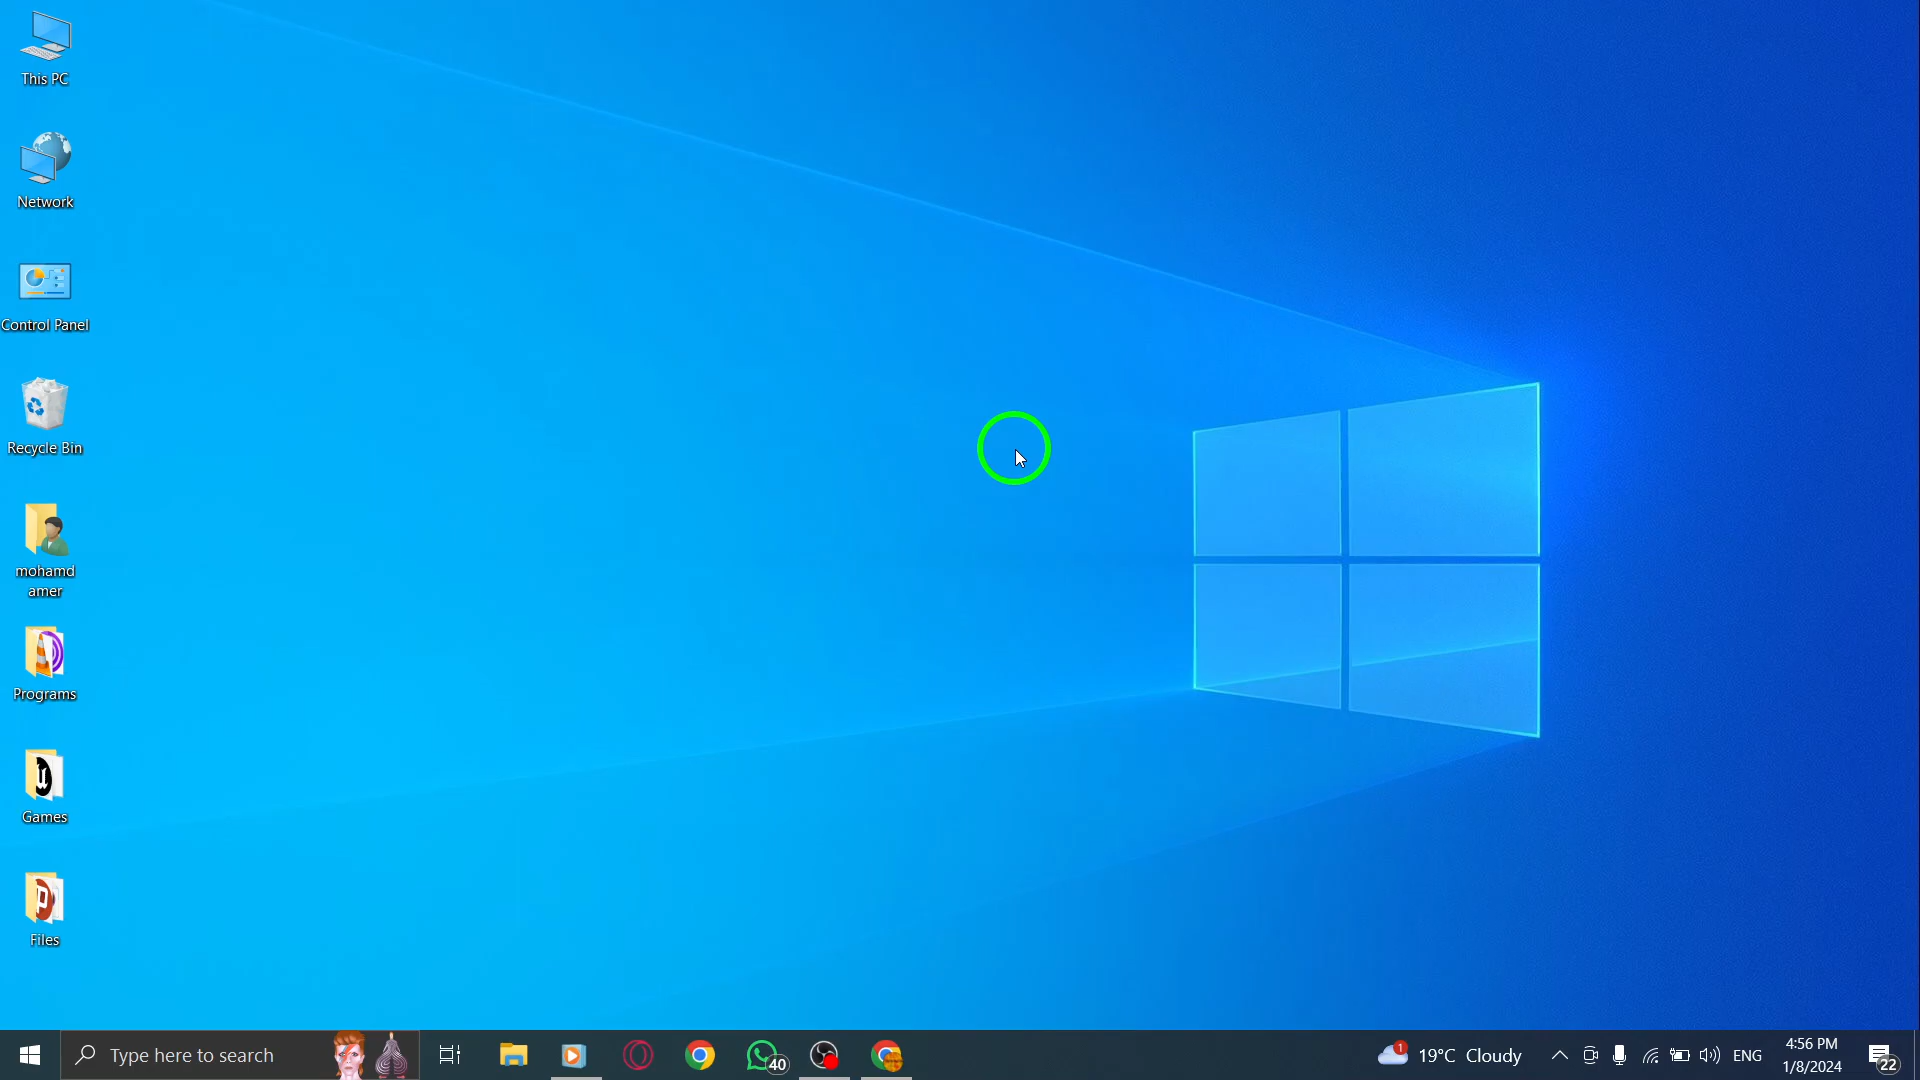 This PC
Network
Control Panel
Recycle Bin
mohamd
amer
Programs
Games
Files
Type here to search
40
1
19°C Cloudy
ENG
4:56 PM
1/8/2024
22